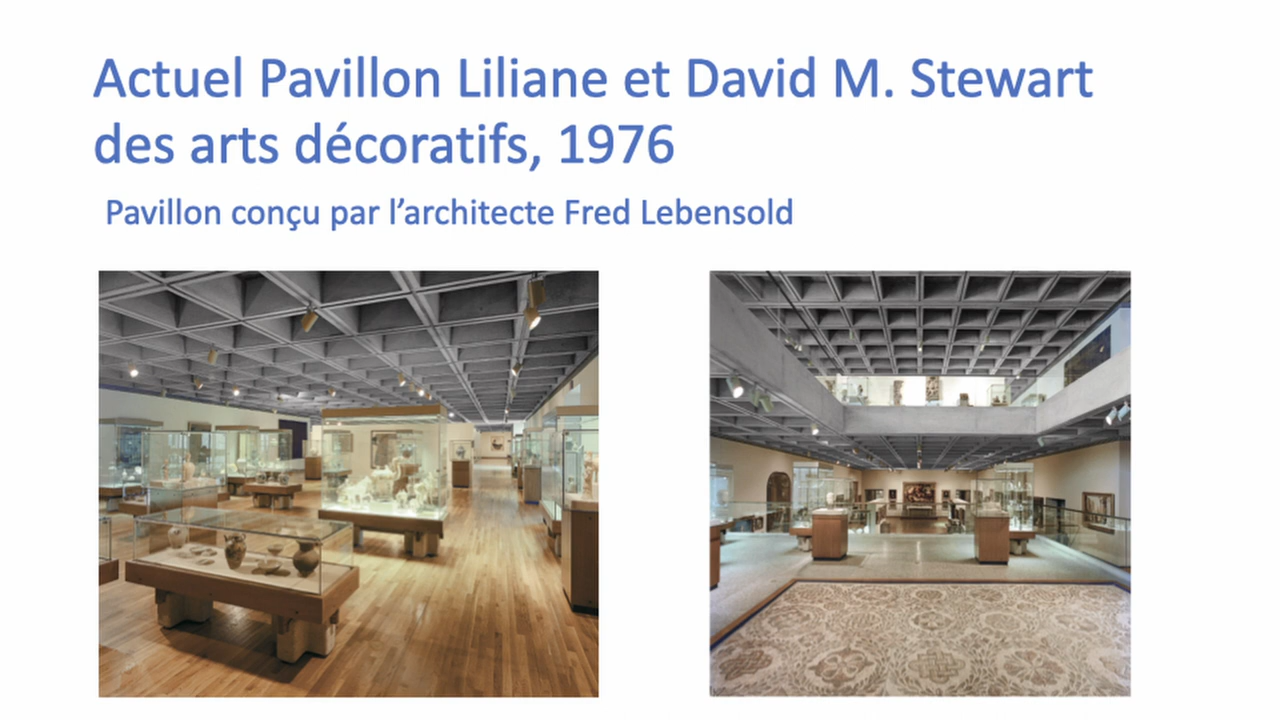 Actuel Pavillon Liliane et David M. Stewart
des arts décoratifs, 1976
Pavillon conçu par l’architecte Fred Lebensold